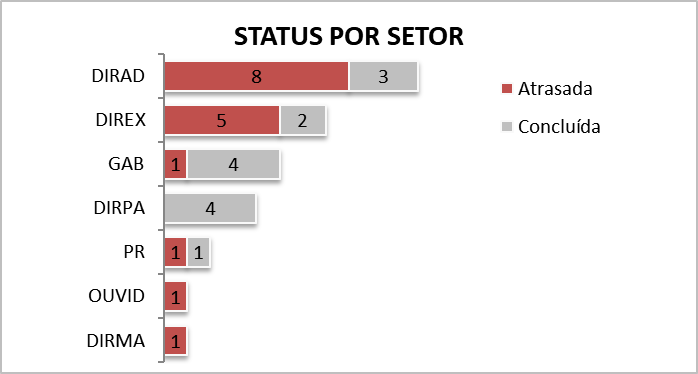 STATUS POR SETOR
DIRAD 8 3
Atrasada
DIREX 5 2
Concluída
GAB 1 4
DIRPA 4
PR 1 1
OUVID 1
DIRMA 1